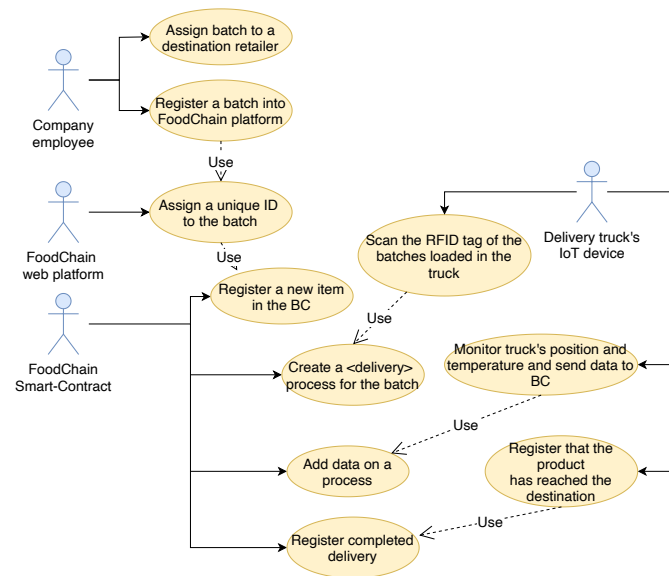 Assign batch to a
destination retailer
Company
employee
Register a batch into
FoodChain platform
Use
Assign a unique ID
to the batch
FoodChain
web platform
Use
Scan the RFID tag of the
batches loaded in the
truck
Delivery truck's
IoT device
Register a new item
in the BC
FoodChain
Smart-Contract
Use
Create a <delivery>
process for the batch
Monitor truck's position and
temperature and send data to
BC
Use
Add data on a
process
Register that the
product
has reached the
destination
Use
Register completed
delivery